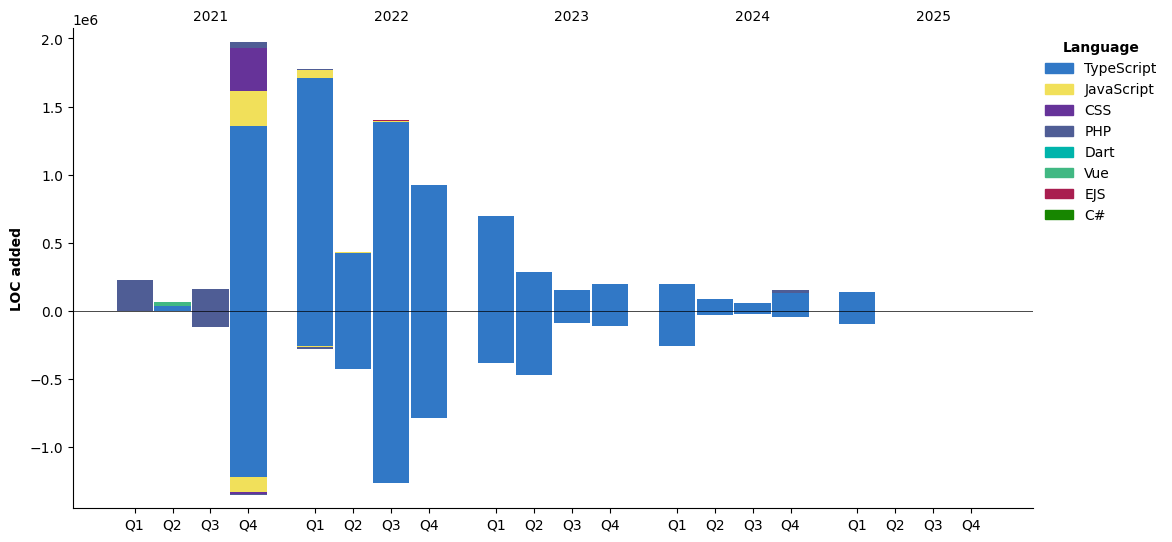 1e6
2021 2022 2023 2024 2025
2.0
1.5
1.0
0.5
0.0
−0.5
−1.0
LOC added
Q1 Q2 Q3 Q4 Q1 Q2 Q3 Q4 Q1 Q2 Q3 Q4 Q1 Q2 Q3 Q4 Q1 Q2 Q3 Q4
Language
TypeScript
JavaScript
CSS
PHP
Dart
Vue
EJS
C#